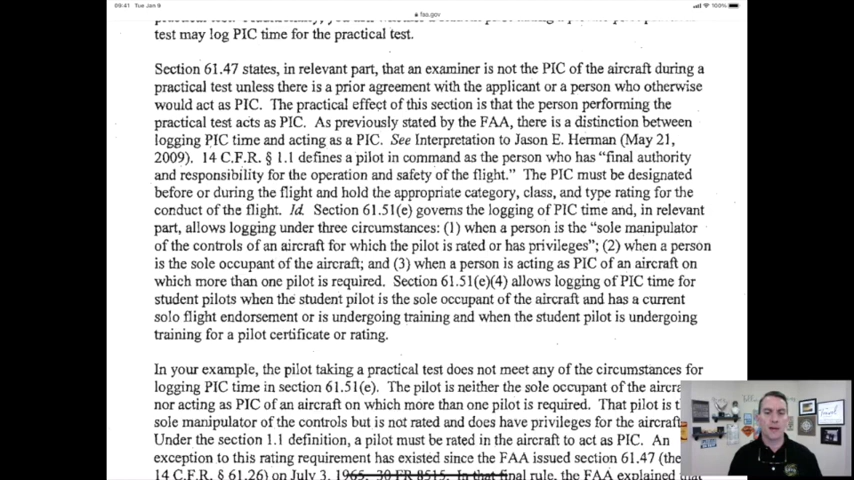 09:41 Tue Jan 9
100%
faa.gov
test may log PIC time for the practical test.
Section 61.47 states, in relevant part, that an examiner is not the PIC of the aircraft during a
practical test unless there is a prior agreement with the applicant or a person who otherwise
would act as PIC. The practical effect of this section is that the person performing the
practical test acts as PIC. As previously stated by the FAA, there is a distinction between
logging PIC time and acting as a PIC. See Interpretation to Jason E. Herman (May 21,
2009). 14 C.F.R. § 1.1 defines a pilot in command as the person who has “final authority
and responsibility for the operation and safety of the flight.” The PIC must be designated
before or during the flight and hold the appropriate category, class, and type rating for the
conduct of the flight. Id. Section 61.51(e) governs the logging of PIC time and, in relevant
part, allows logging under three circumstances: (1) when a person is the “sole manipulator
of the controls of an aircraft for which the pilot is rated or has privileges”; (2) when a person
is the sole occupant of the aircraft; and (3) when a person is acting as PIC of an aircraft on
which more than one pilot is required. Section 61.51(e)(4) allows logging of PIC time for
student pilots when the student pilot is the sole occupant of the aircraft and has a current
solo flight endorsement or is undergoing training and when the student pilot is undergoing
training for a pilot certificate or rating.
In your example, the pilot taking a practical test does not meet any of the circumstances for
logging PIC time in section 61.51(e). The pilot is neither the sole occupant of the aircra
nor acting as PIC of an aircraft on which more than one pilot is required. That pilot is t
sole manipulator of the controls but is not rated and does have privileges for the aircraft
Under the section 1.1 definition, a pilot must be rated in the aircraft to act as PIC. An
exception to this rating requirement has existed since the FAA issued section 61.47 (the
14 C.F.R. § 61.26) on July 3, 1965. 30 FR 8515. In that final rule, the FAA explained